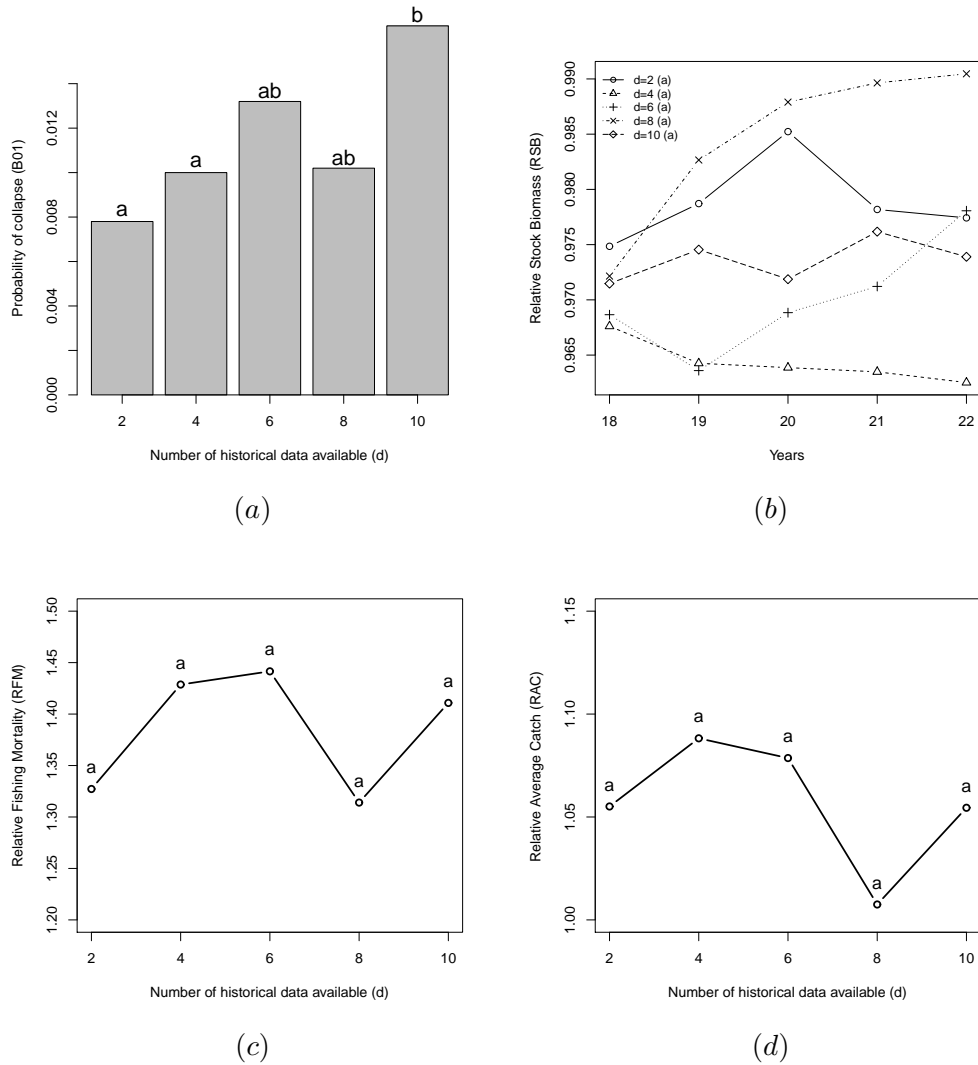 a
a
ab
ab
b
0.000
0.004
0.008
0.012
Probability of collapse (B01)
2
4
6
8
10
Number of historical data available (d)
(a)
d=2 (a)
d=4 (a)
d=6 (a)
d=8 (a)
d=10 (a)
0.965
0.970
0.975
0.980
0.985
0.990
Relative Stock Biomass (RSB)
18
19
20
21
22
Years
(b)
a
a
a
a
a
1.20
1.25
1.30
1.35
1.40
1.45
1.50
Relative Fishing Mortality (RFM)
2
4
6
8
10
Number of historical data available (d)
(c)
a
a
a
a
a
1.00
1.05
1.10
1.15
Relative Average Catch (RAC)
2
4
6
8
10
Number of historical data available (d)
(d)